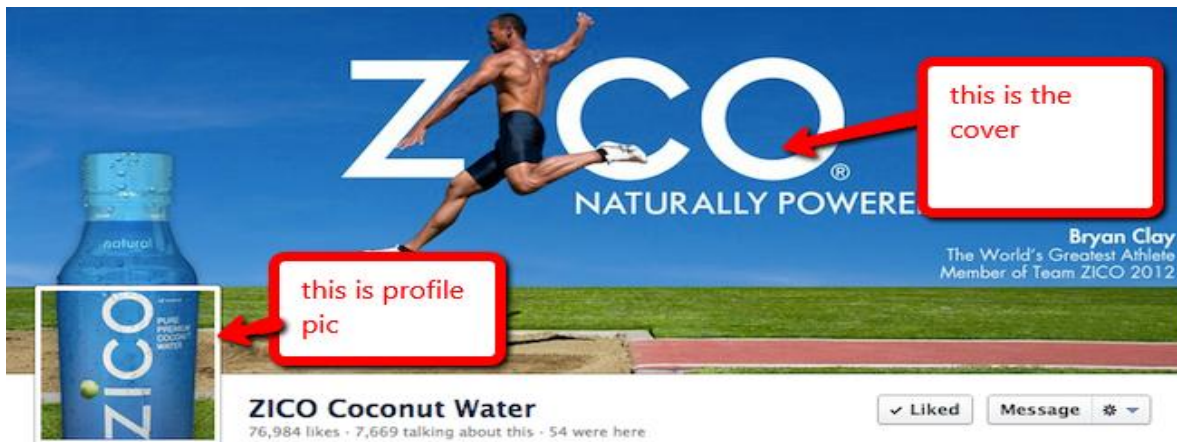 ZICO®
NATURALLY POWERE
this is the
cover
Bryan Clay
The World's Greatest Athlete
Member of Team ZICO 2012
natural
this is profile
pic
ZICO
PURE
PREMIUM
COCONUT
WATER
ZICO Coconut Water
76,984 likes · 7,669 talking about this · 54 were here
✓ Liked
Message